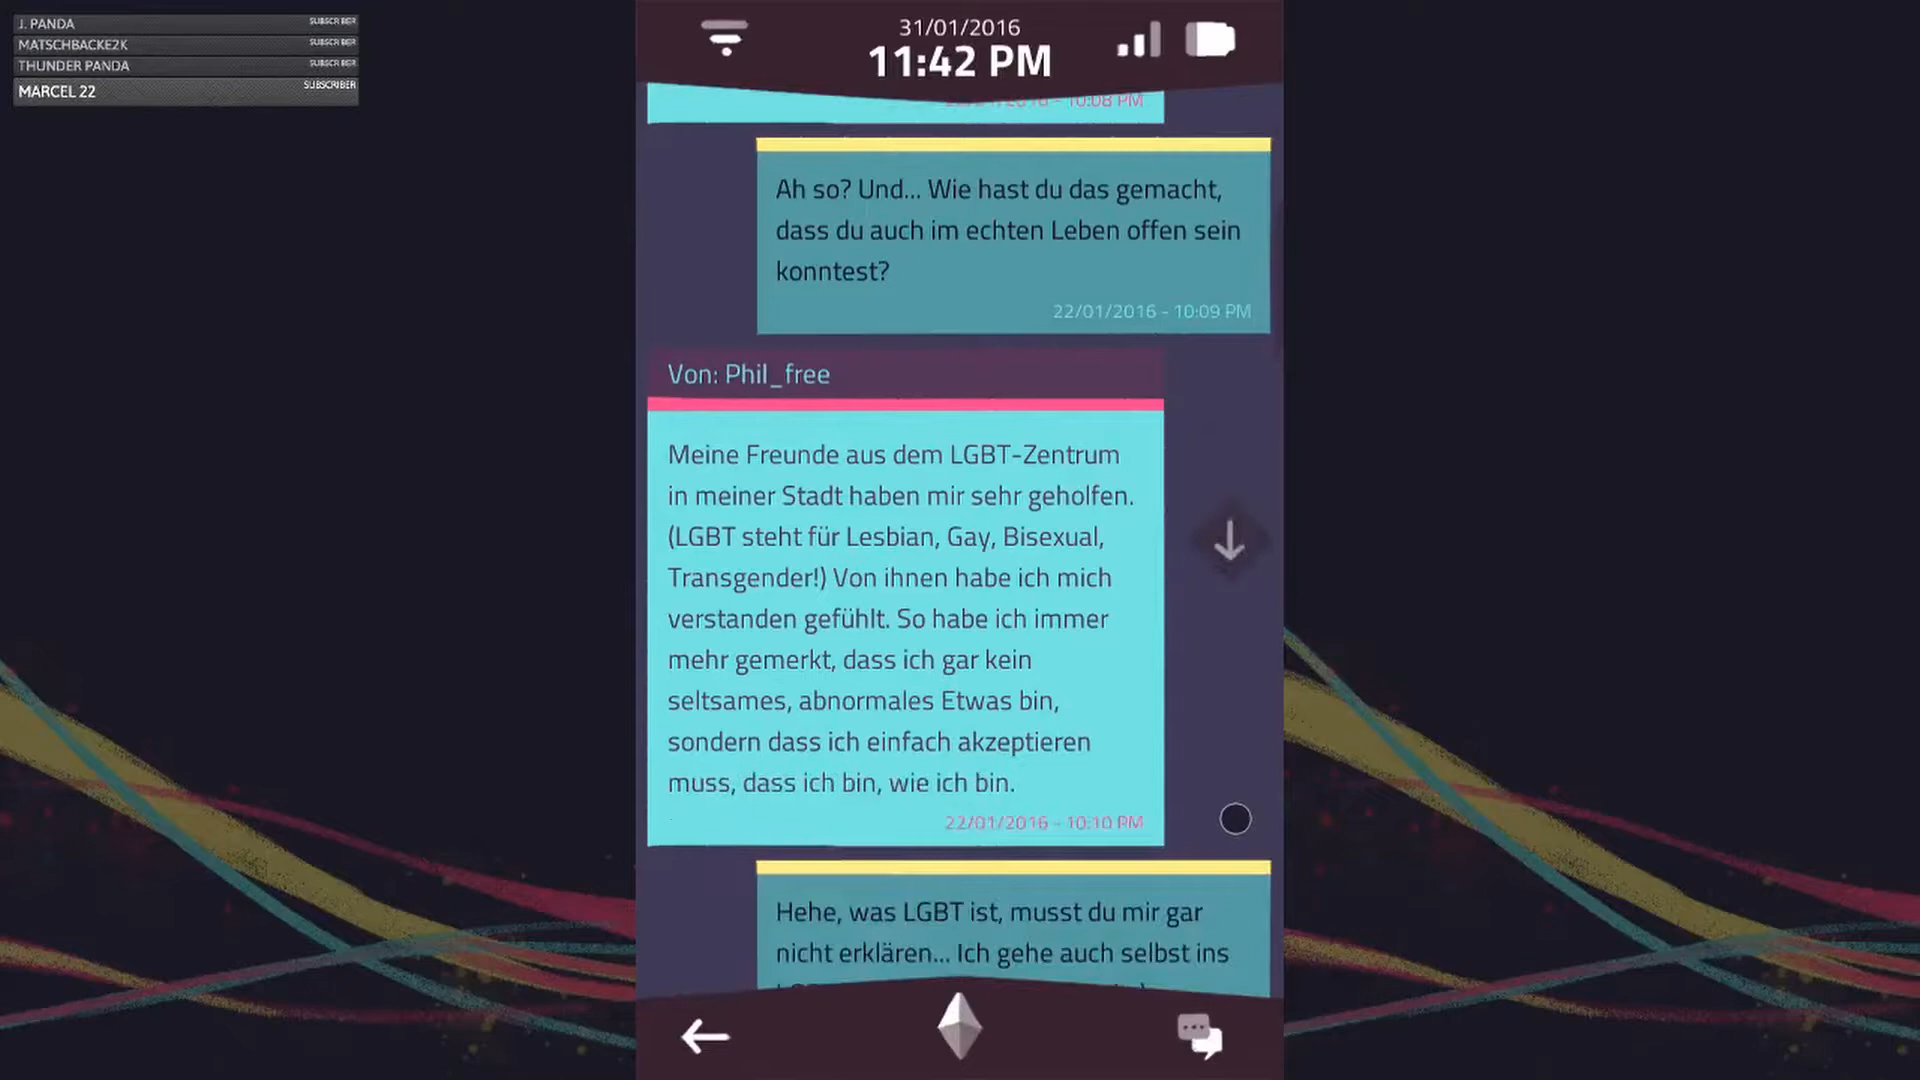 J. PANDA SUBSCRIBER
MATSCHBACKE2K SUBSCRIBER
THUNDER PANDA SUBSCRIBER
MARCEL 22 SUBSCRIBER
31/01/2016
11:42 PM
10:08 PM
Ah so? Und... Wie hast du das gemacht,
dass du auch im echten Leben offen sein
konntest?
22/01/2016 - 10:09 PM
Von: Phil_free
Meine Freunde aus dem LGBT-Zentrum
in meiner Stadt haben mir sehr geholfen.
(LGBT steht für Lesbian, Gay, Bisexual,
Transgender!) Von ihnen habe ich mich
verstanden gefühlt. So habe ich immer
mehr gemerkt, dass ich gar kein
seltsames, abnormales Etwas bin,
sondern dass ich einfach akzeptieren
muss, dass ich bin, wie ich bin.
22/01/2016 - 10:10 PM
Hehe, was LGBT ist, musst du mir gar
nicht erklären... Ich gehe auch selbst ins